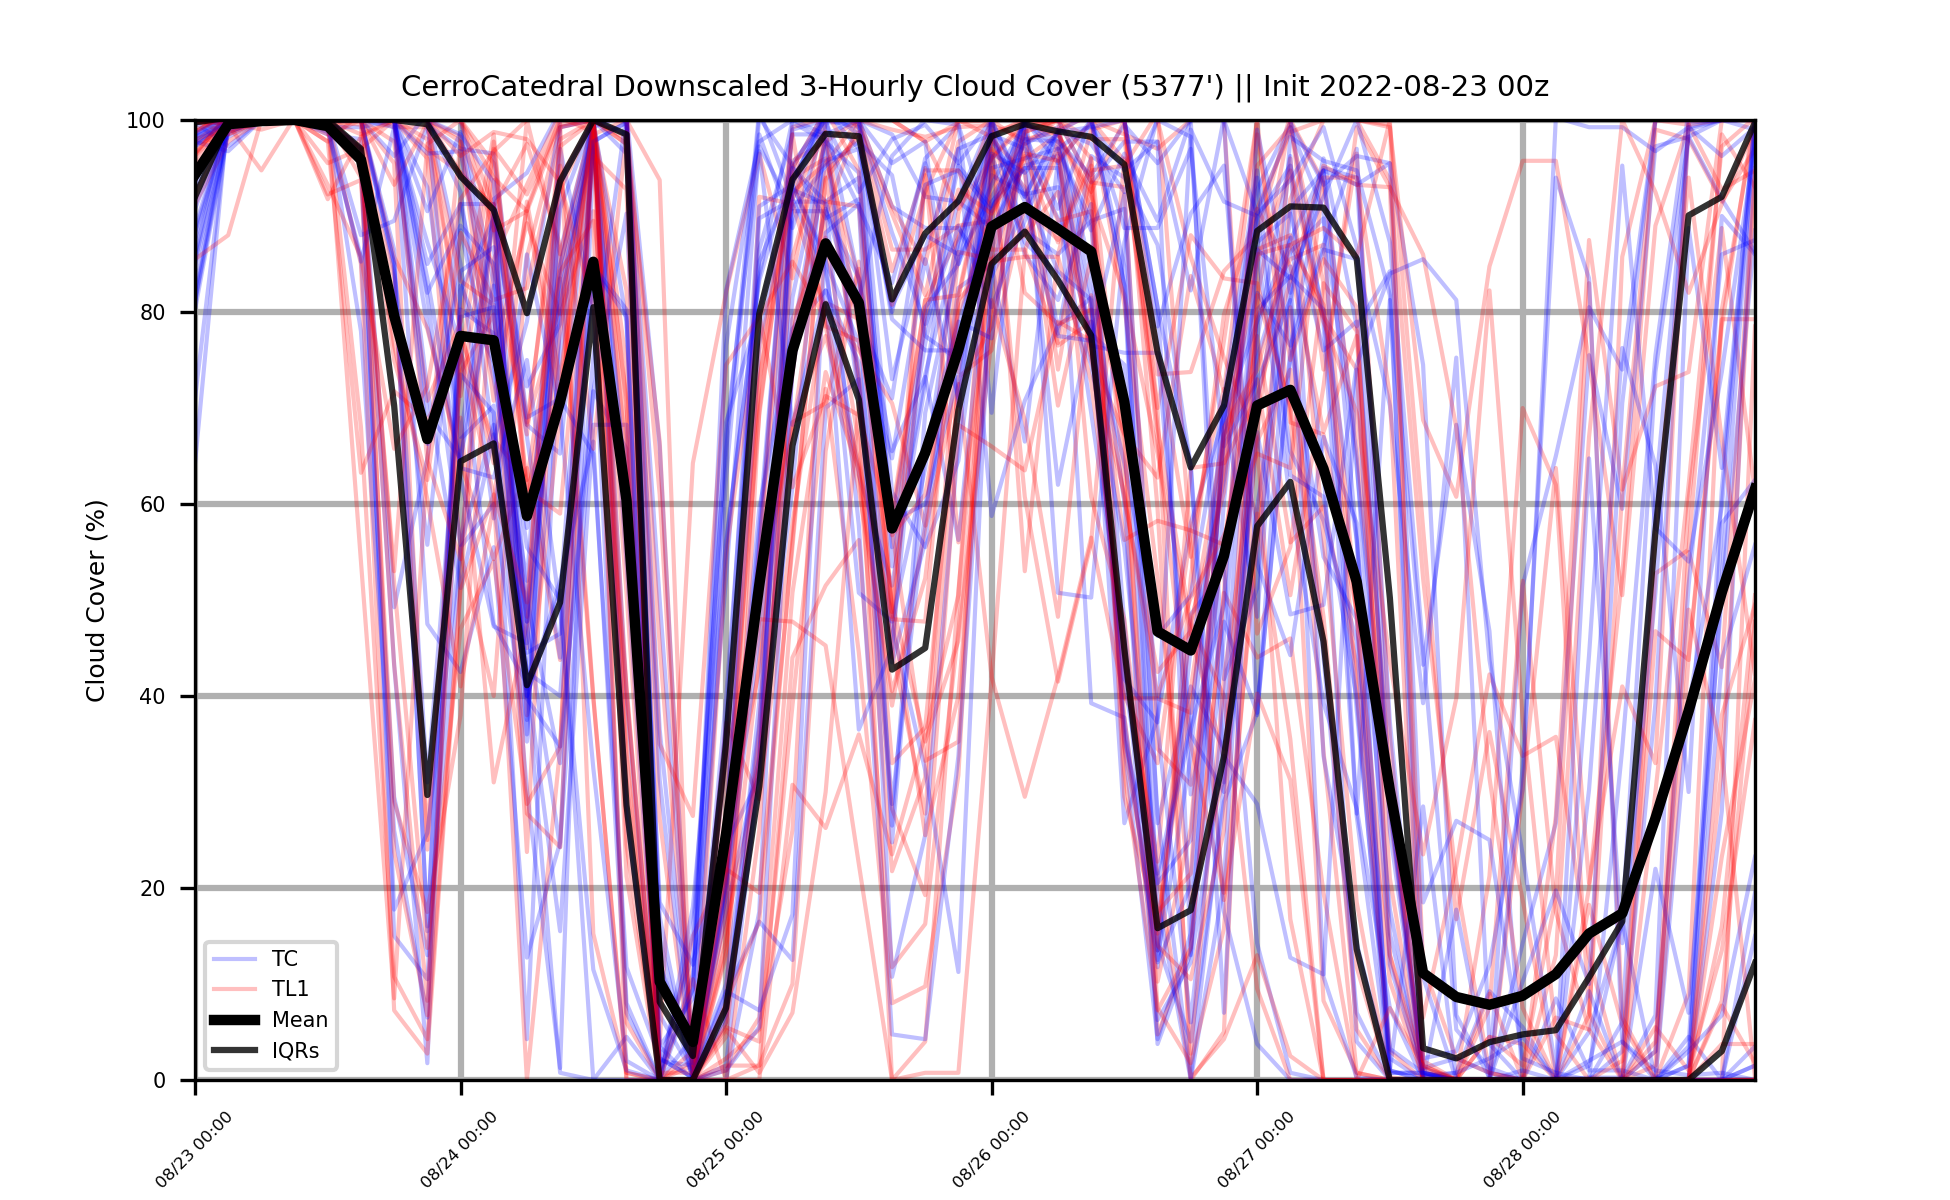 CerroCatedral Downscaled 3-Hourly Cloud Cover (5377') || Init 2022-08-23 00z
100
80
60
40
20
0
Cloud Cover (%)
TC
TL1
Mean
IQRs
08/23 00:00
08/24 00:00
08/25 00:00
08/26 00:00
08/27 00:00
08/28 00:00